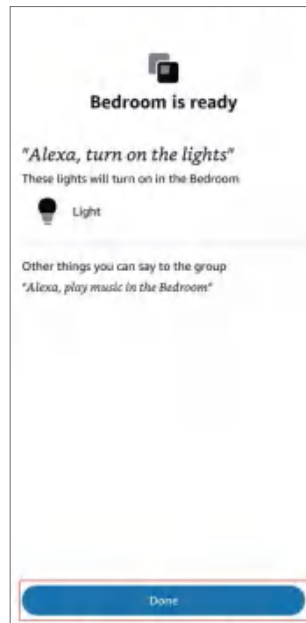 Bedroom is ready
"Alexa, turn on the lights"
These lights will turn on in the Bedroom
Light
Other things you can say to the group
"Alexa, play music in the Bedroom"
Done